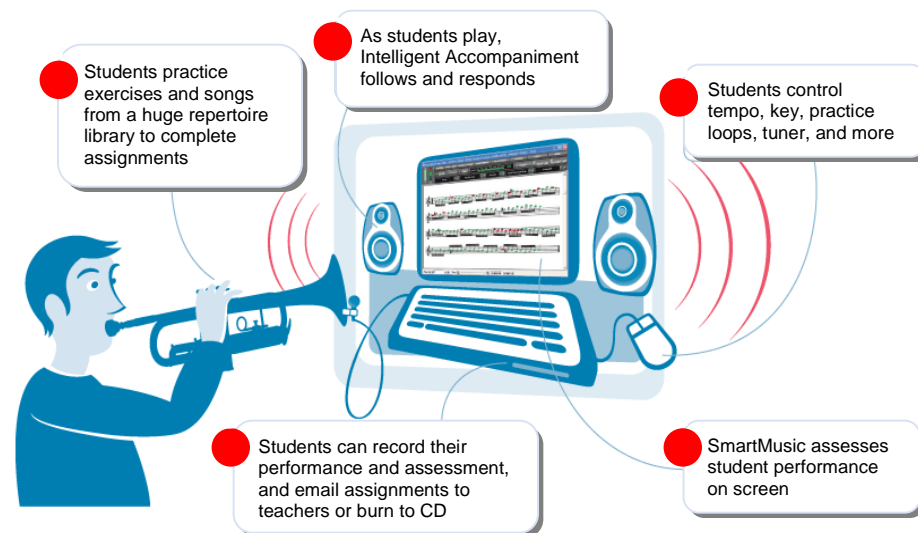 Students practice
exercises and songs
from a huge repertoire
library to complete
assignments
As students play,
Intelligent Accompaniment
follows and responds
Students control
tempo, key, practice
loops, tuner, and more
Students can record their
performance and assessment,
and email assignments to
teachers or burn to CD
SmartMusic assesses
student performance
on screen